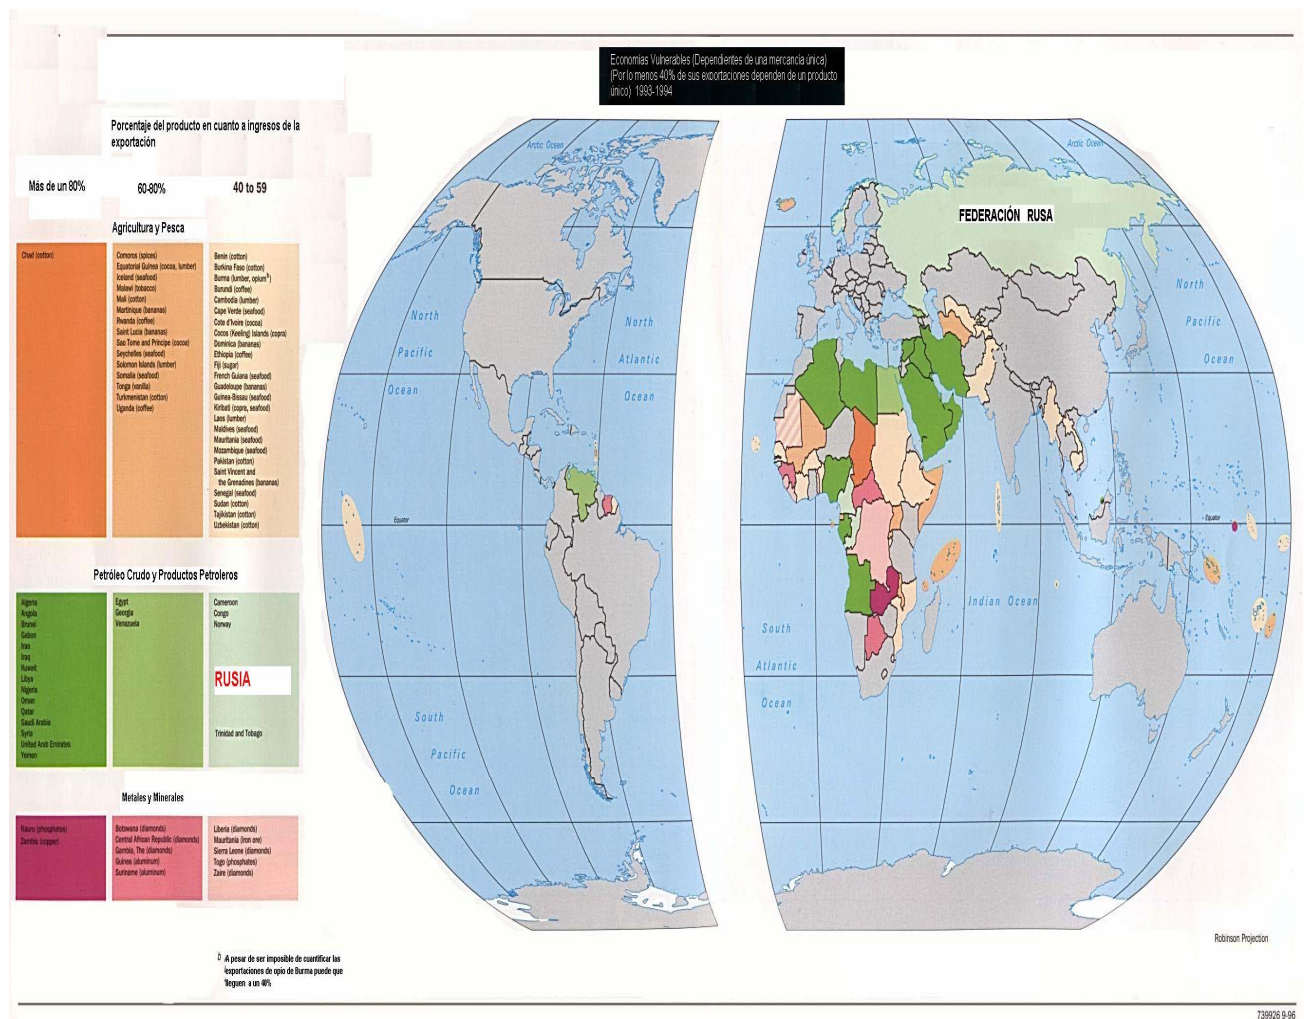 Economías Vulnerables (Dependientes de una mercancía única)
(Por lo menos 40% de sus exportaciones dependen de un producto
único) 1993-1994
Porcentaje del producto en cuanto a ingresos de la
exportación
Más de un 80%
60-80%
40 to 59
Agricultura y Pesca
Chad (cotton)
Comoros (spices)
Equatorial Guinea (cocoa, lumber)
Iceland (seafood)
Malawi (tobacco)
Mali (cotton)
Martinique (bananas)
Rwanda (coffee)
Saint Lucia (bananas)
Sao Tome and Principe (cocoa)
Seychelles (seafood)
Solomon Islands (lumber)
Somalia (seafood)
Tonga (vanilla)
Turkmenistan (cotton)
Uganda (coffee)
Benin (cotton)
Burkina Faso (cotton)
Burma (lumber, opium b)
Burundi (coffee)
Cambodia (lumber)
Cape Verde (seafood)
Cote d'Ivoire (cocoa)
Cocos (Keeling) Islands (copra)
Dominica (bananas)
Ethiopia (coffee)
Fiji (sugar)
French Guiana (seafood)
Guadeloupe (bananas)
Guinea-Bissau (seafood)
Kiribati (copra, seafood)
Laos (lumber)
Maldives (seafood)
Mauritania (seafood)
Mozambique (seafood)
Pakistan (cotton)
Saint Vincent and
the Grenadines (bananas)
Senegal (seafood)
Sudan (cotton)
Tajikistan (cotton)
Uzbekistan (cotton)
Petróleo Crudo y Productos Petroleros
Algeria
Angola
Brunei
Gabon
Iran
Iraq
Kuwait
Libya
Nigeria
Oman
Qatar
Saudi Arabia
Syria
United Arab Emirates
Yemen
Egypt
Georgia
Venezuela
Cameroon
Congo
Norway
RUSIA
Trinidad and Tobago
Metales y Minerales
Nauru (phosphates)
Zambia (copper)
Botswana (diamonds)
Central African Republic (diamonds)
Gambia, The (diamonds)
Guinea (aluminum)
Suriname (aluminum)
Liberia (diamonds)
Mauritania (iron ore)
Sierra Leone (diamonds)
Togo (phosphates)
Zaire (diamonds)
b A pesar de ser imposible de cuantificar las
exportaciones de opio de Burma puede que
lleguen a un 40%
Arctic Ocean
North
Pacific
Ocean
North
Atlantic
Ocean
Equator
South
Pacific
Ocean
Arctic Ocean
FEDERACIÓN RUSA
North
Pacific
Ocean
Equator
Indian Ocean
South
Atlantic
Ocean
Robinson Projection
739926 9-96